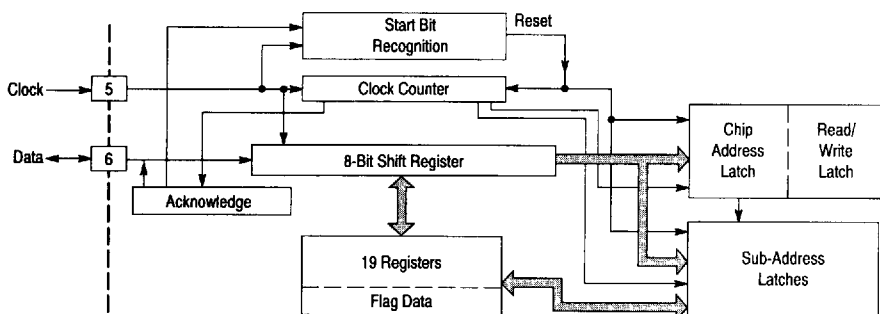 Start Bit
Recognition
Reset
Clock
5
Clock Counter
Data
6
8-Bit Shift Register
Chip
Address
Latch
Read/
Write
Latch
Acknowledge
19 Registers
Flag Data
Sub-Address
Latches